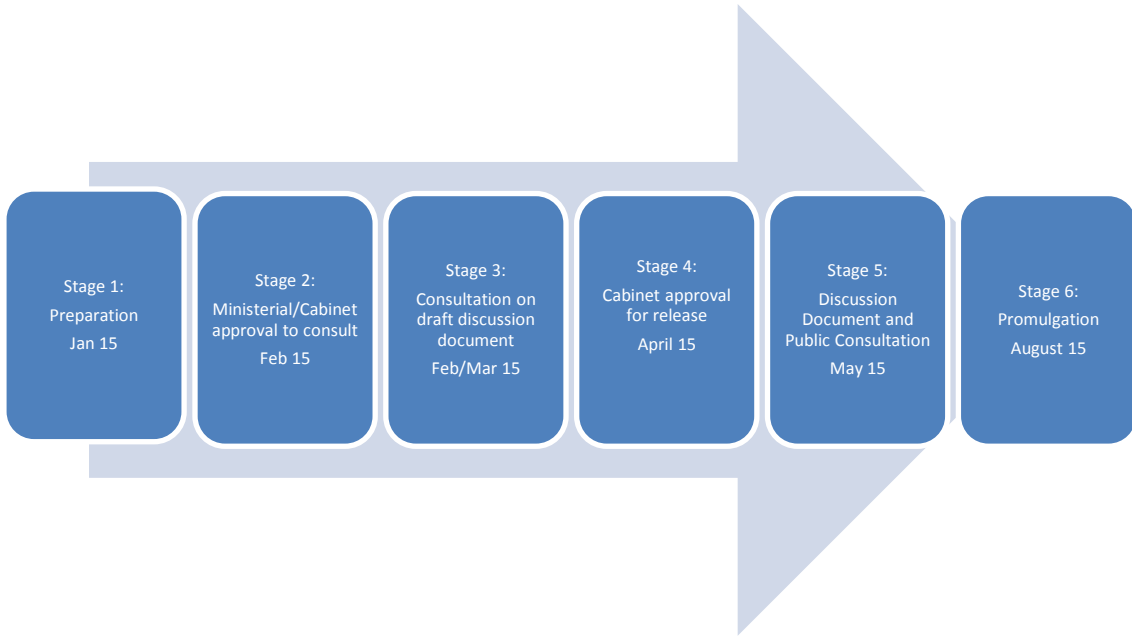 Stage 1:
Preparation
Jan 15
Stage 2:
Ministerial/Cabinet
approval to consult
Feb 15
Stage 3:
Consultation on
draft discussion
document
Feb/Mar 15
Stage 4:
Cabinet approval
for release
April 15
Stage 5:
Discussion
Document and
Public Consultation
May 15
Stage 6:
Promulgation
August 15